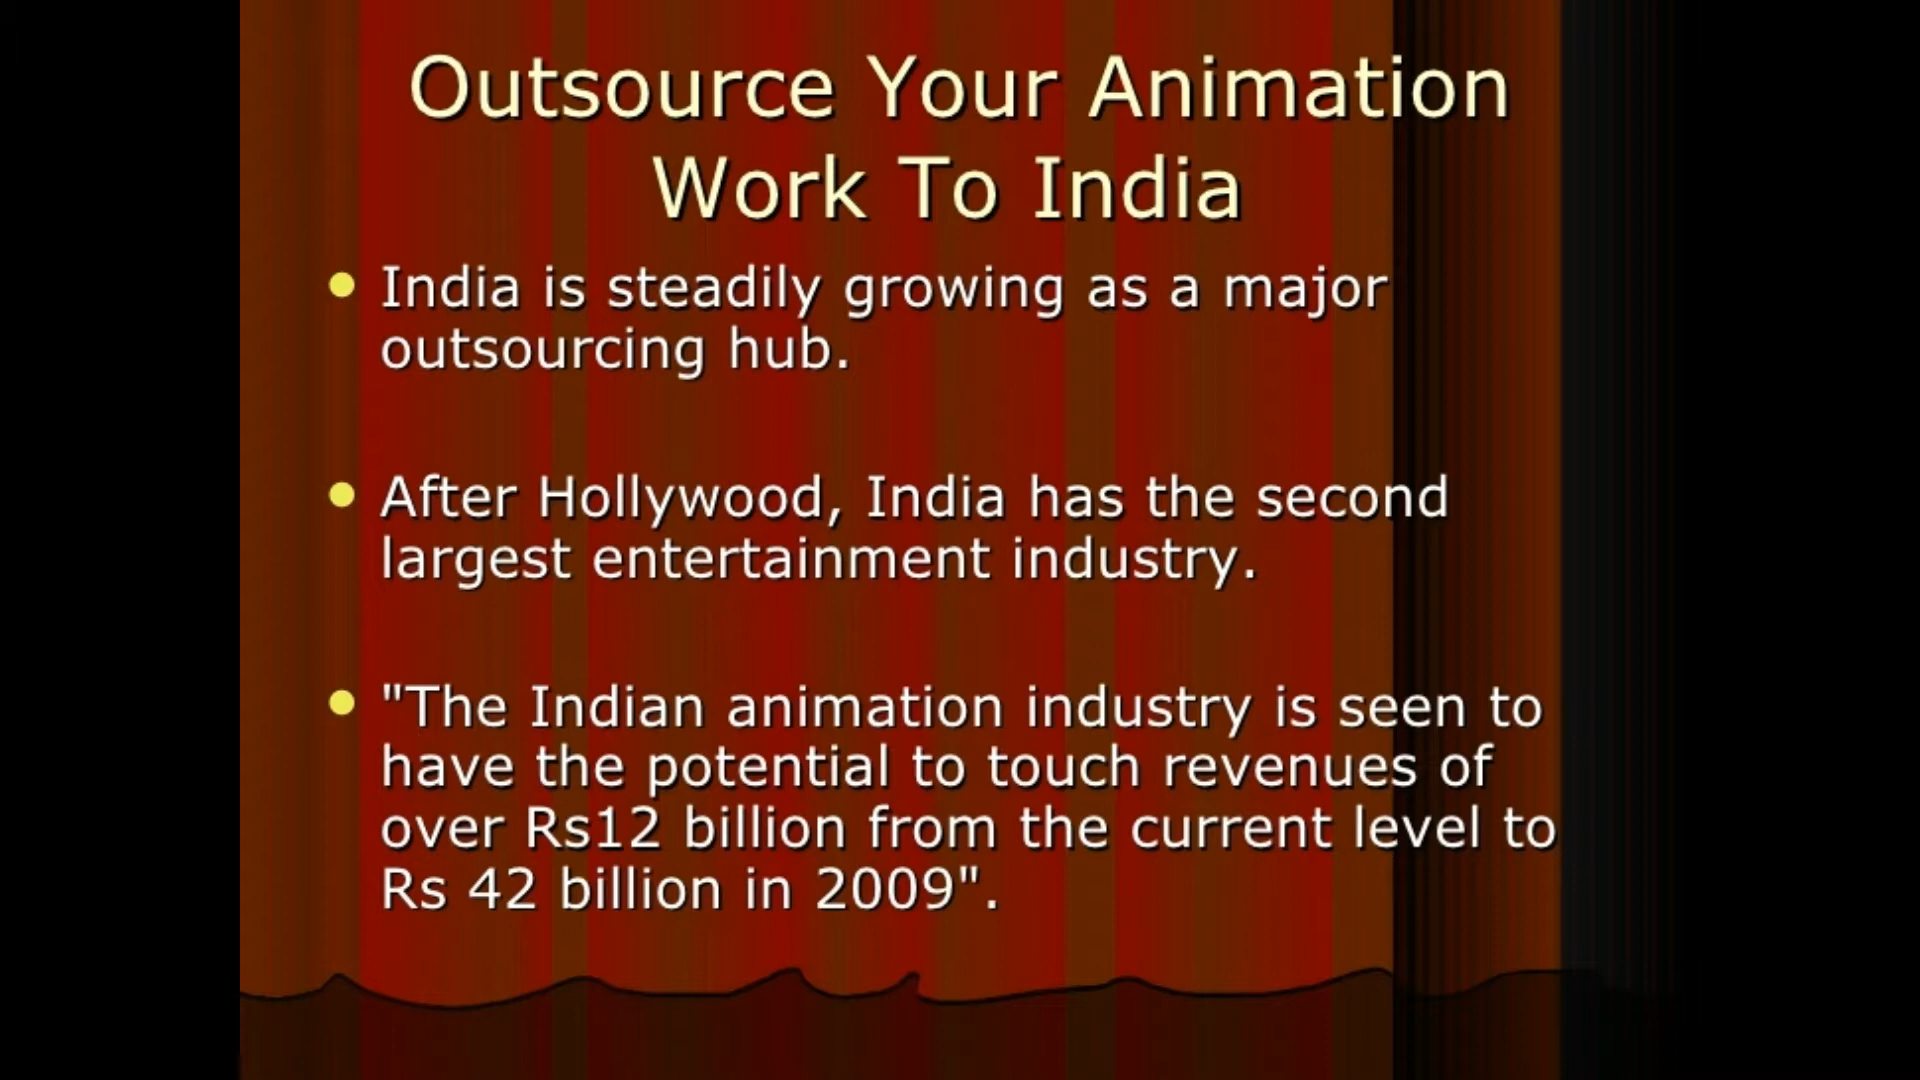 Outsource Your Animation
Work To India
India is steadily growing as a major
outsourcing hub.
After Hollywood, India has the second
largest entertainment industry.
"The Indian animation industry is seen to
have the potential to touch revenues of
over Rs12 billion from the current level to
Rs 42 billion in 2009".